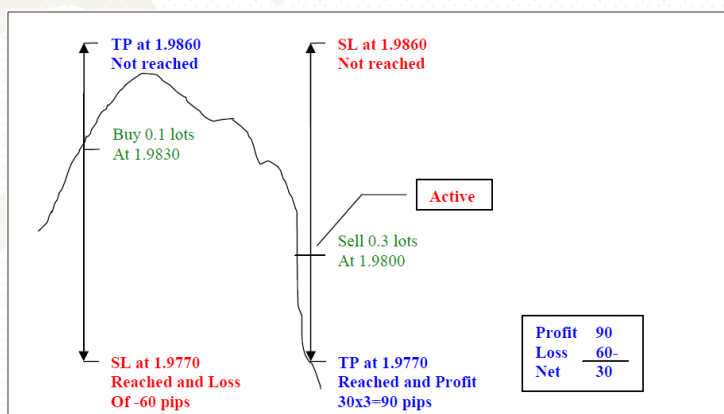 TP at 1.9860
Not reached
SL at 1.9860
Not reached
Buy 0.1 lots
At 1.9830
Active
Sell 0.3 lots
At 1.9800
SL at 1.9770
Reached and Loss
Of -60 pips
TP at 1.9770
Reached and Profit
30x3=90 pips
Profit 90
Loss 60-
Net 30